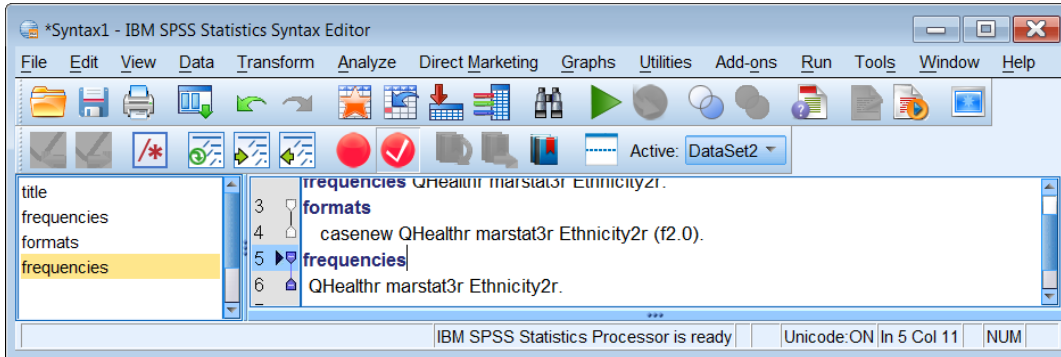 *Syntax1 - IBM SPSS Statistics Syntax Editor
File Edit View Data Transform Analyze Direct Marketing Graphs Utilities Add-ons Run Tools Window Help
/* Active: DataSet2
title
frequencies
formats
frequencies
frequencies QHealthr marstat3r Ethnicity2r.
3 formats
4 casenew QHealthr marstat3r Ethnicity2r (f2.0).
5 frequencies
6 QHealthr marstat3r Ethnicity2r.
IBM SPSS Statistics Processor is ready Unicode:ON In 5 Col 11 NUM